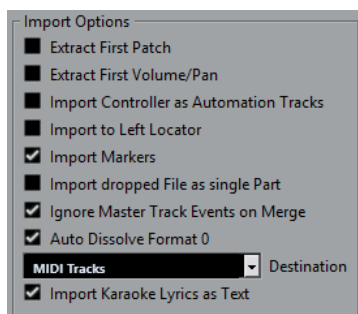 Import Options
Extract First Patch
Extract First Volume/Pan
Import Controller as Automation Tracks
Import to Left Locator
Import Markers
Import dropped File as single Part
Ignore Master Track Events on Merge
Auto Dissolve Format 0
MIDI Tracks Destination
Import Karaoke Lyrics as Text